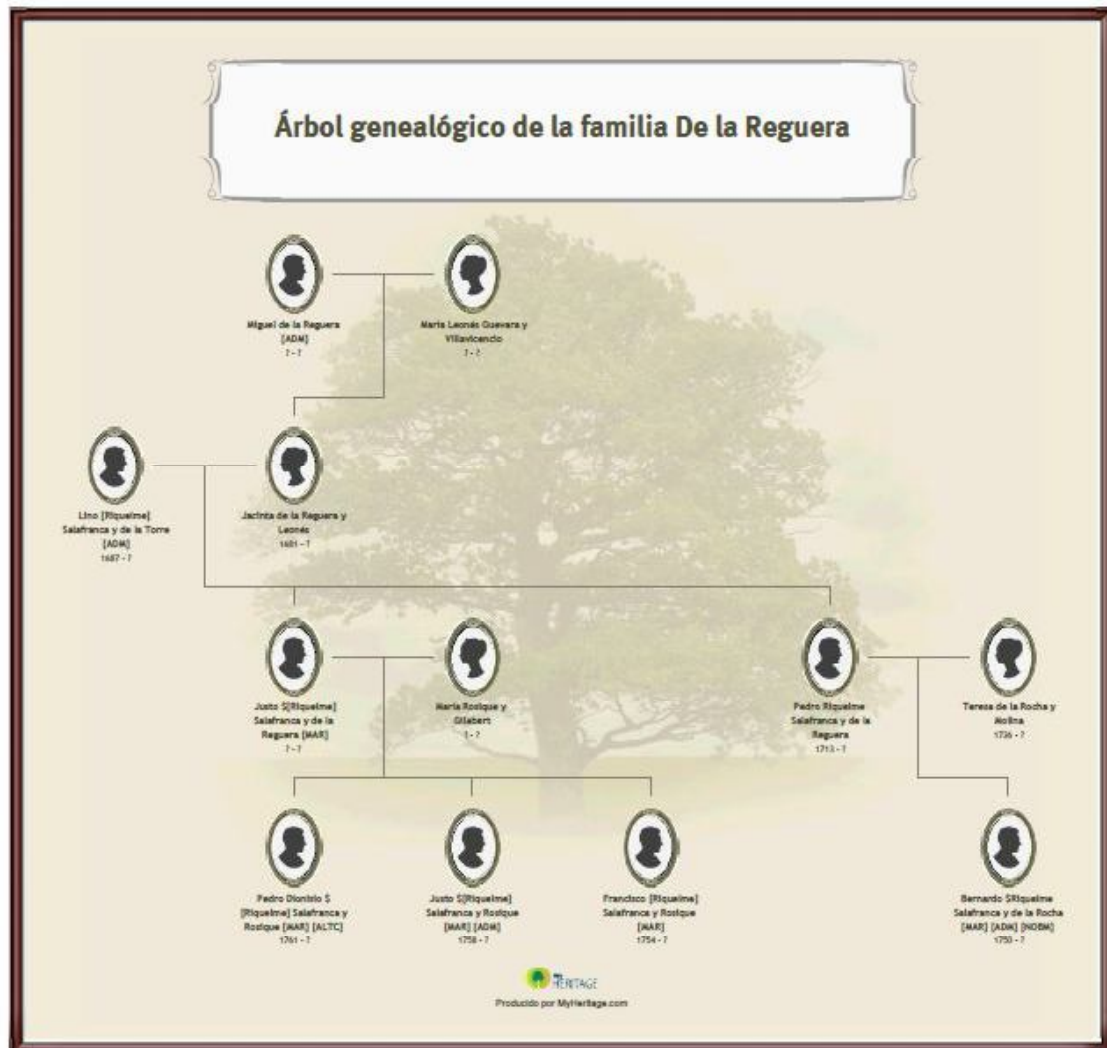 Árbol genealógico de la familia De la Reguera
Miguel de la Reguera
[ADM]
? - ?
María Leonés Guevara y
Villavicencio
? - ?
Lino [Riquelme]
Salafranca y de la Torre
[ADM]
1687 - ?
Jacinta de la Reguera y
Leonés
1681 - ?
Justo S[Riquelme]
Salafranca y de la
Reguera [MAR]
? - ?
María Rosique y
Gilabert
? - ?
Pedro Riquelme
Salafranca y de la
Reguera
1713 - ?
Teresa de la Rocha y
Molina
1736 - ?
Pedro Dionisio S
[Riquelme] Salafranca y
Rosique [MAR] [ALTC]
1761 - ?
Justo S[Riquelme]
Salafranca y Rosique
[MAR] [ADM]
1758 - ?
Francisco [Riquelme]
Salafranca y Rosique
[MAR]
1754 - ?
Bernardo SRiquelme
Salafranca y de la Rocha
[MAR] [ADM] [NOBM]
1750 - ?
HERITAGE
Producido por MyHeritage.com